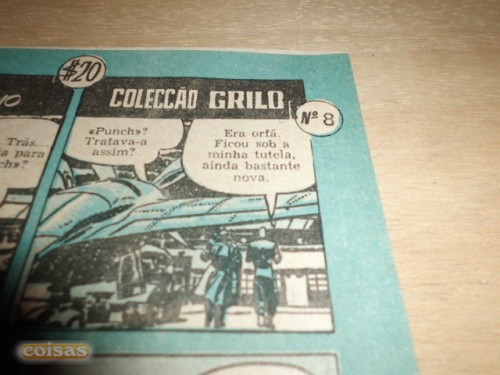 #20
COLECCÃO GRILO
Nº 8
Trás...
para
«Punch»?
Tratava-a
assim?
Era orfã.
Ficou sob a
minha tutela,
ainda bastante
nova.
coisas